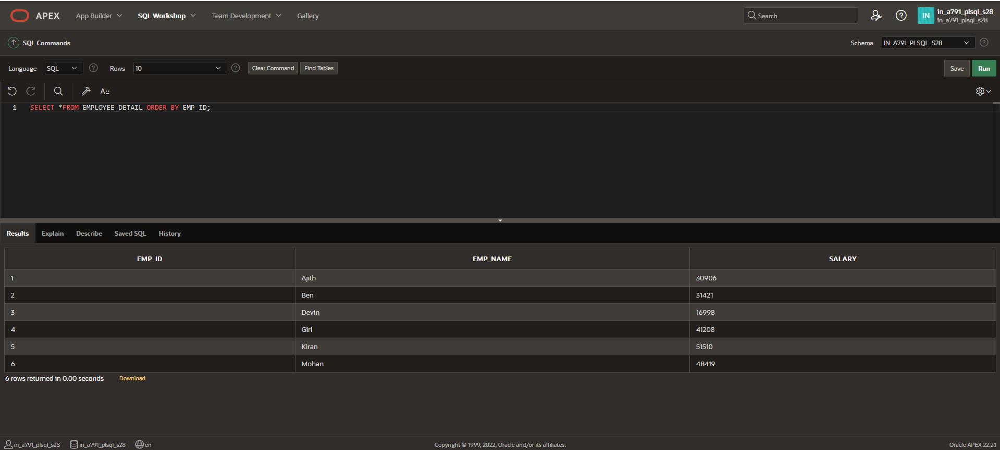 APEX App Builder SQL Workshop Team Development Gallery Search IN in_a791_plsql_s28
in_a791_plsql_s28
SQL Commands Schema IN_A791_PLSQL_S28
Language SQL Rows 10 Clear Command Find Tables Save Run
A
1 SELECT *FROM EMPLOYEE_DETAIL ORDER BY EMP_ID;
Results Explain Describe Saved SQL History
EMP_ID EMP_NAME SALARY
1 Ajith 30906
2 Ben 31421
3 Devin 16998
4 Giri 41208
5 Kiran 51510
6 Mohan 48419
6 rows returned in 0.00 seconds Download
in_a791_plsql_s28 in_a791_plsql_s28 en Copyright © 1999, 2022, Oracle and/or its affiliates. Oracle APEX 22.2.1